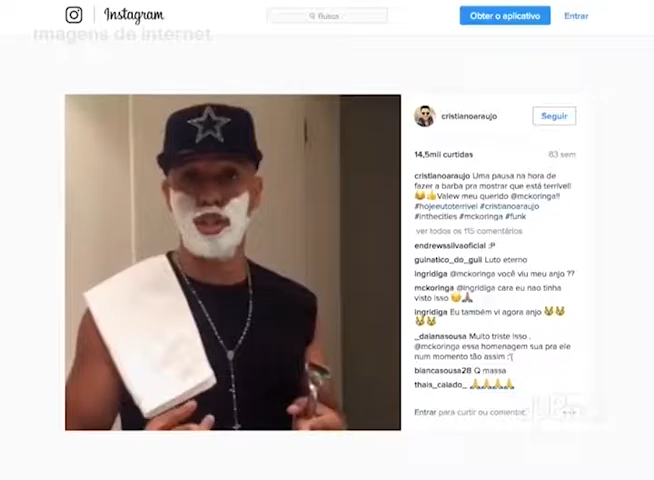 Instagram
Busca
Obter o aplicativo
Entrar
Imagens de Internet
cristianoaraujo
Seguir
14,5mil curtidas
63 sem
cristianoaraujo Uma pausa na hora de
fazer a barba pra mostrar que está terrível!
😂👍Valew meu querido @mckoringa!!
#hojeeutoterrivel #cristianoaraujo
#inthecities #mckoringa #funk
ver todos os 115 comentários
endrewssilvaoficial :P
guinatico_do_guii Luto eterno
ingridiga @mckoringa você viu meu anjo ??
mckoringa @ingridiga cara eu nao tinha
visto isso 😢🙏🏽
ingridiga Eu também vi agora anjo 😿😿
😿😿
_daianasousa Muito triste isso .
@mckoringa essa homenagem sua pra ele
num momento tão assim :'(
biancasousa28 Q massa
thais_caiado_ 🙏🙏🙏🙏
Entrar para curtir ou comentar.